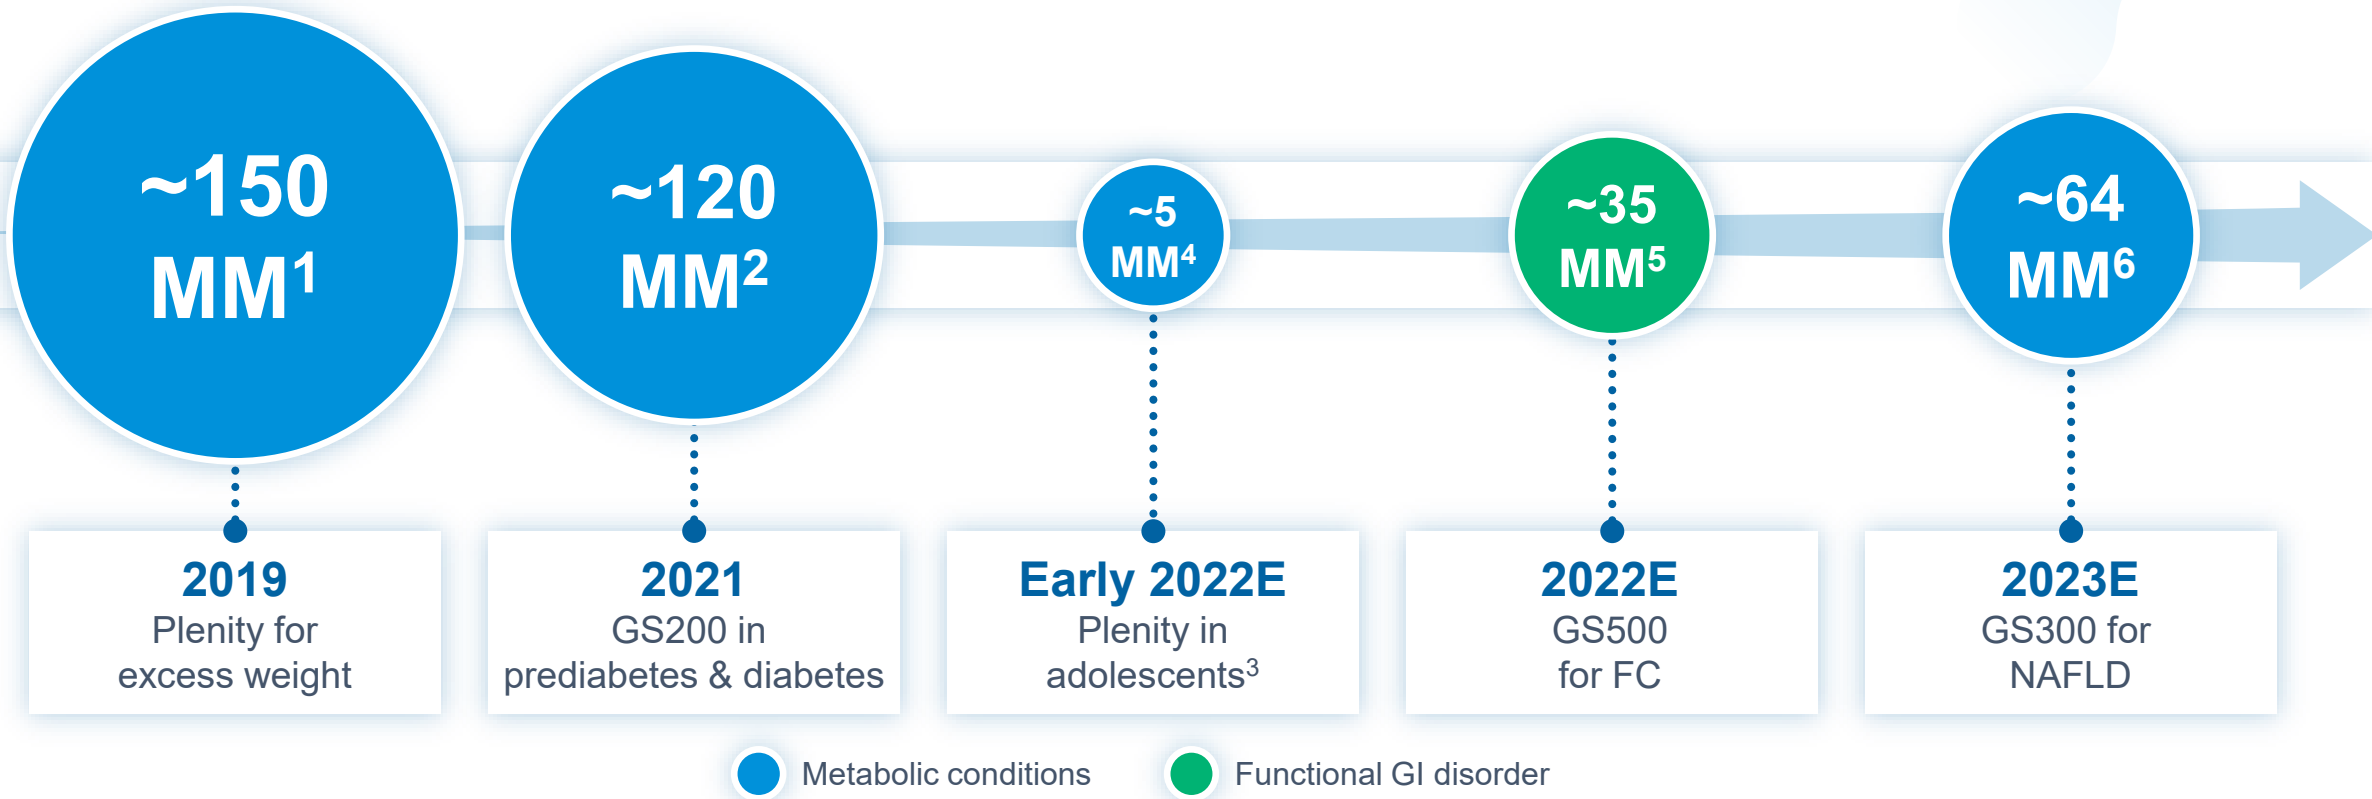 ~150
MM¹
~120
MM²
~5
MM⁴
~35
MM⁵
~64
MM⁶
2019
Plenity for
excess weight
2021
GS200 in
prediabetes & diabetes
Early 2022E
Plenity in
adolescents³
2022E
GS500
for FC
2023E
GS300 for
NAFLD
Metabolic conditions
Functional GI disorder